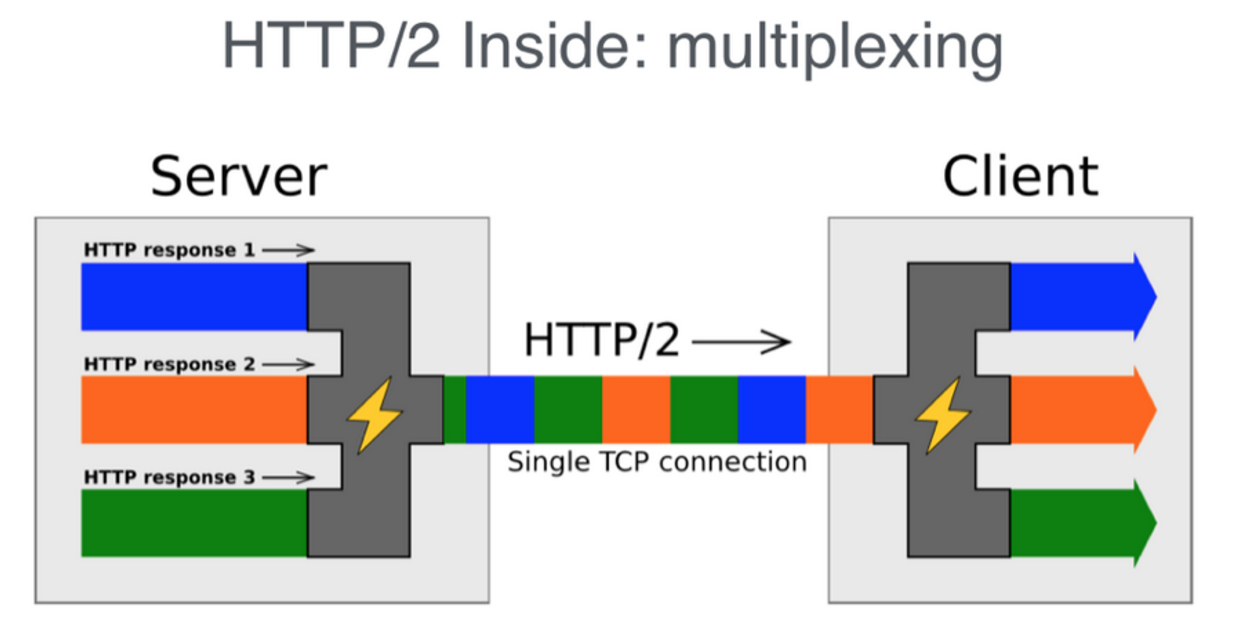 HTTP/2 Inside: multiplexing
Server
Client
HTTP response 1
HTTP response 2
HTTP response 3
HTTP/2
Single TCP connection